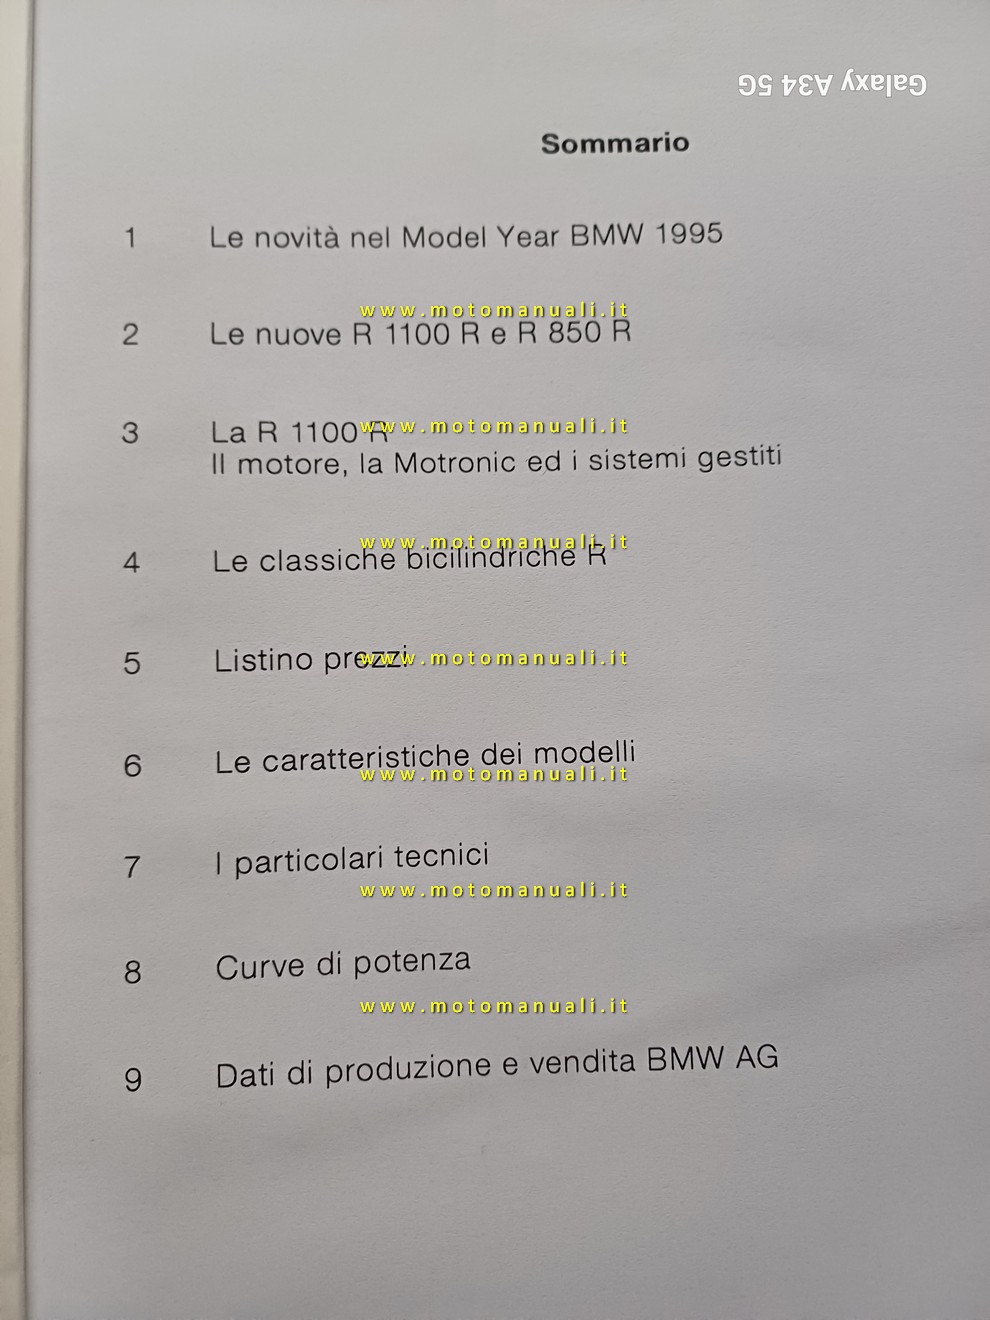 Galaxy A34 5G
Sommario
1 Le novità nel Model Year BMW 1995
www.motomanuali.it
2 Le nuove R 1100 R e R 850 R
3 La R 1100 R
www.motomanuali.it
Il motore, la Motronic ed i sistemi gestiti
www.motomanuali.it
4 Le classiche bicilindriche R
5 Listino prezzi
www.motomanuali.it
6 Le caratteristiche dei modelli
www.motomanuali.it
7 I particolari tecnici
www.motomanuali.it
8 Curve di potenza
www.motomanuali.it
9 Dati di produzione e vendita BMW AG